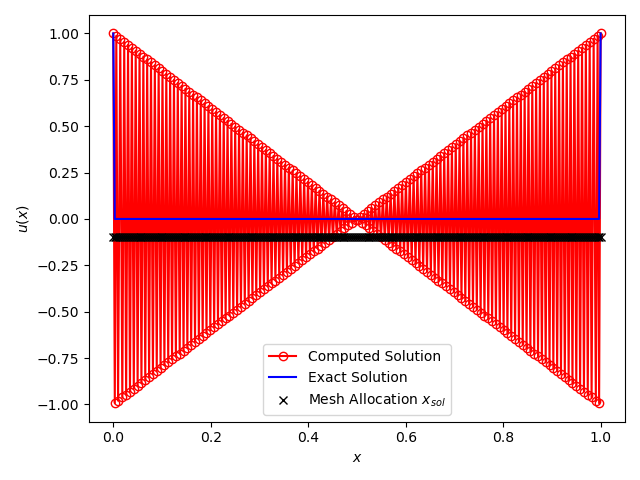 1.00
0.75
0.50
0.25
0.00
−0.25
−0.50
−0.75
−1.00
u(x)
Computed Solution
Exact Solution
Mesh Allocation x_sol
0.0 0.2 0.4 0.6 0.8 1.0
x